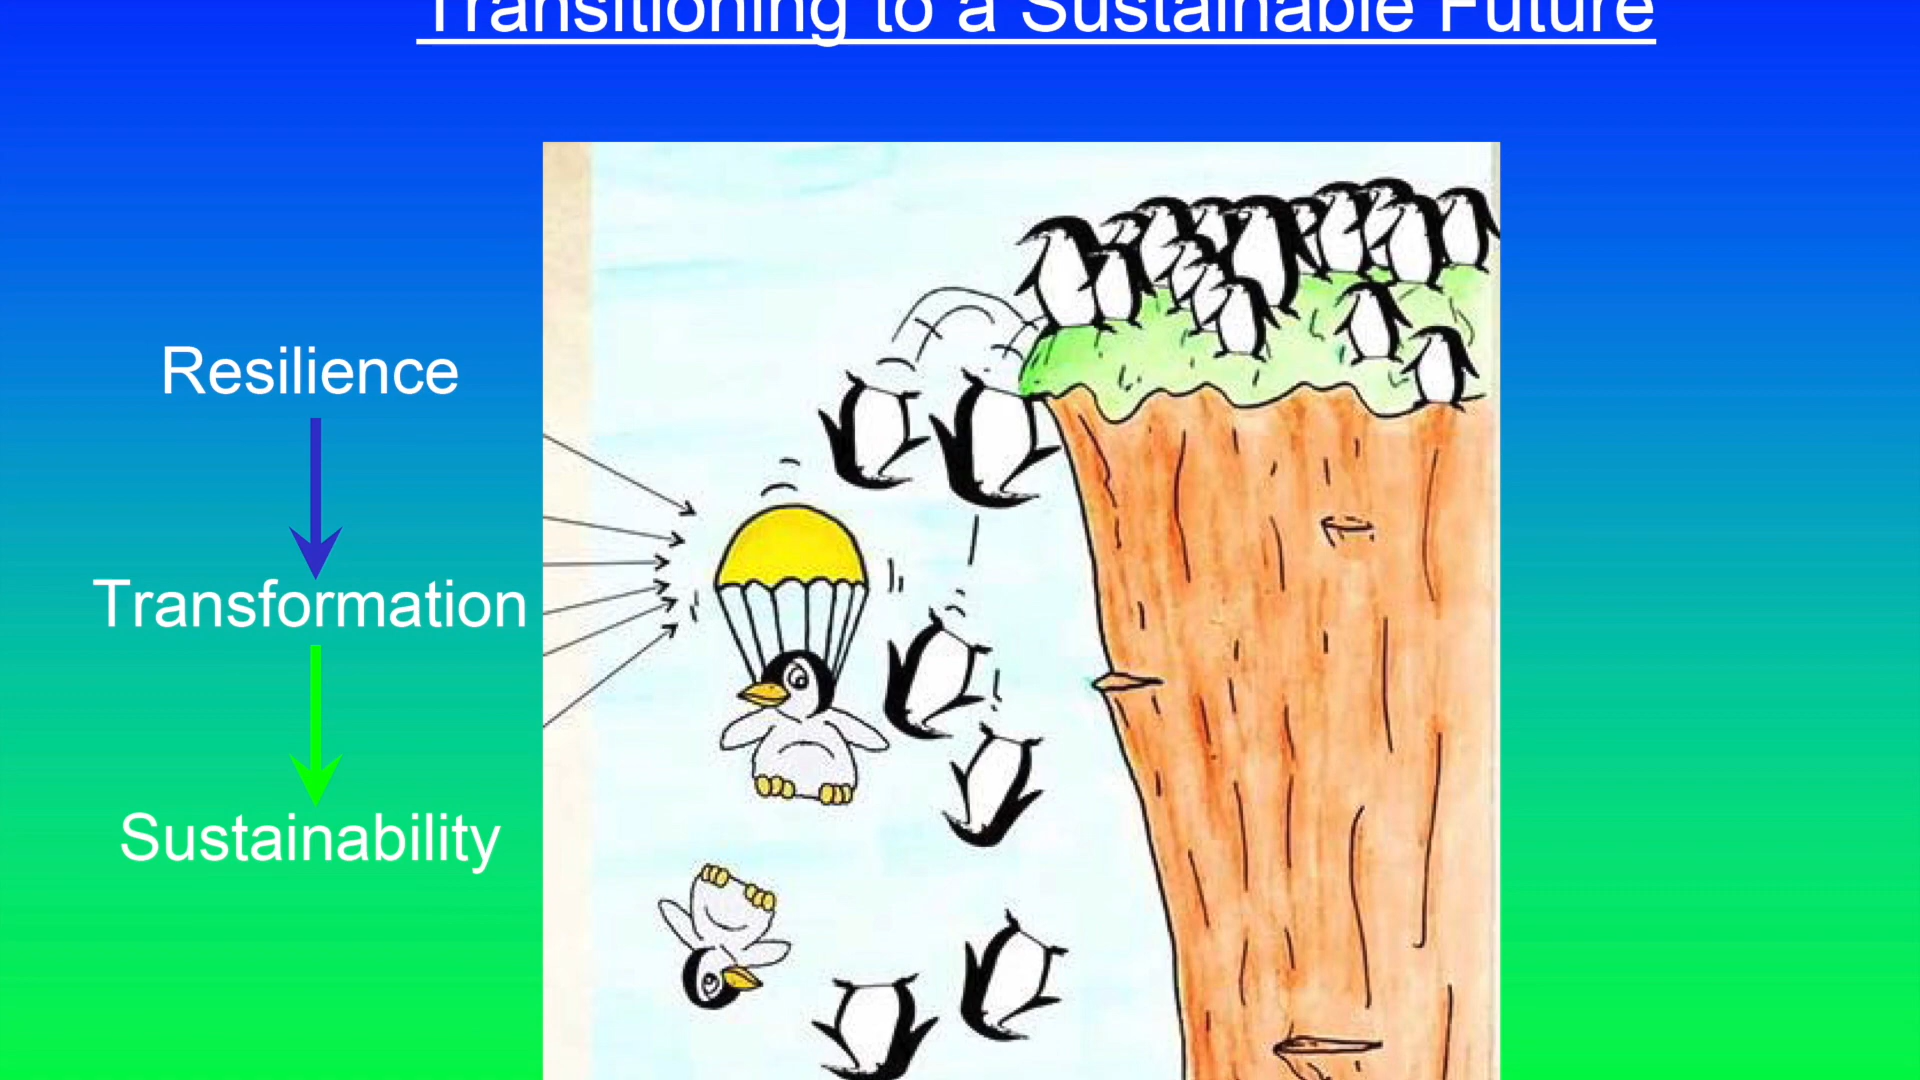 Transitioning to a Sustainable Future
Resilience
Transformation
Sustainability